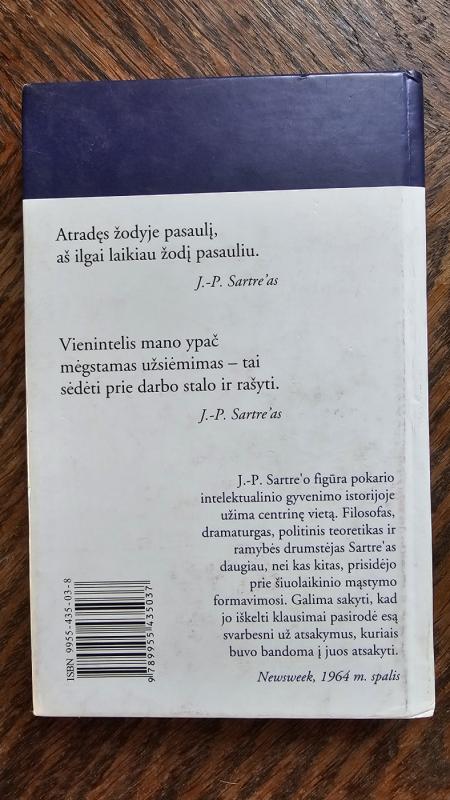 Atradęs žodyje pasaulį,
aš ilgai laikiau žodį pasauliu.
J.-P. Sartre'as
Vienintelis mano ypač
mėgstamas užsiėmimas – tai
sėdėti prie darbo stalo ir rašyti.
J.-P. Sartre'as
J.-P. Sartre'o figūra pokario
intelektualinio gyvenimo istorijoje
užima centrinę vietą. Filosofas,
dramaturgas, politinis teoretikas ir
ramybės drumstėjas Sartre'as
daugiau, nei kas kitas, prisidėjo
prie šiuolaikinio mąstymo
formavimosi. Galima sakyti, kad
jo iškelti klausimai pasirodė esą
svarbesni už atsakymus, kuriais
buvo bandoma į juos atsakyti.
Newsweek, 1964 m. spalis
ISBN 9955-435-03-8
9789955435037